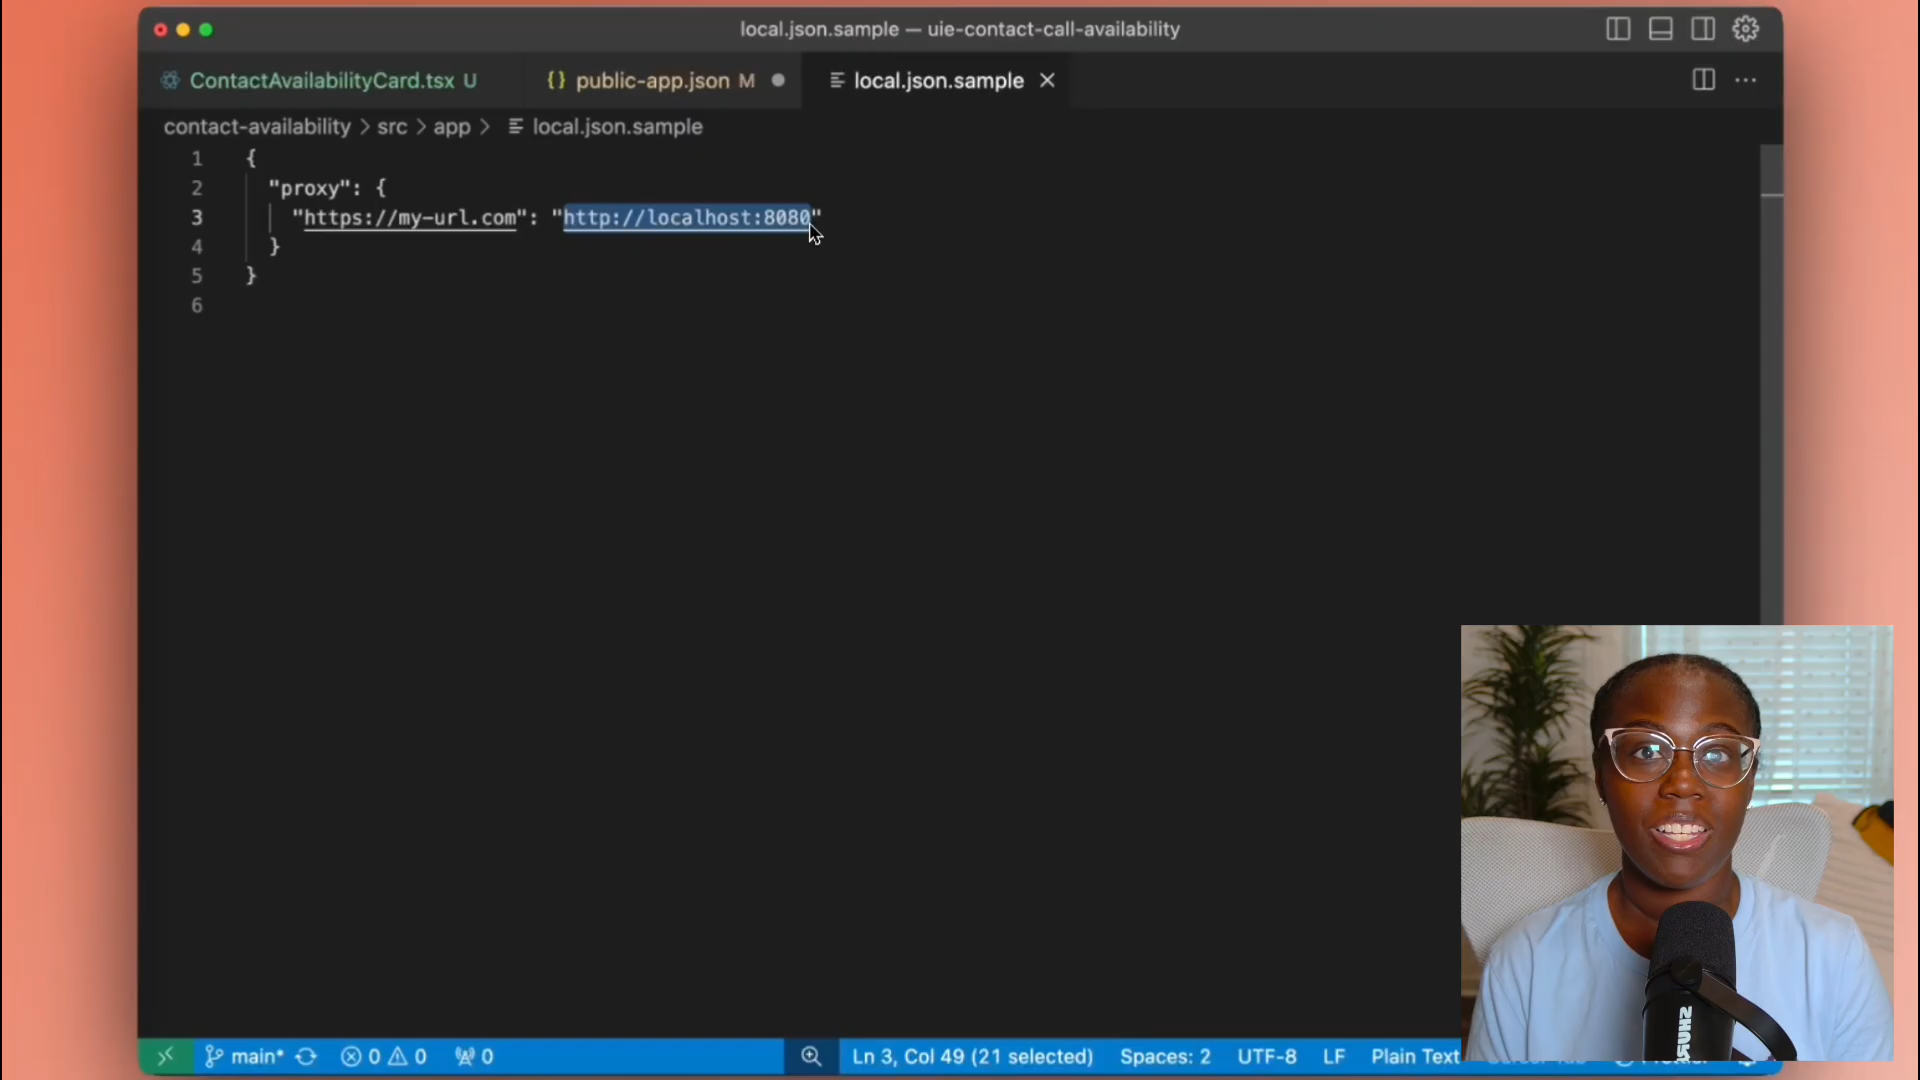 local.json.sample — uie-contact-call-availability
ContactAvailabilityCard.tsx U
{} public-app.json M
local.json.sample
contact-availability > src > app > local.json.sample
1 {
2 "proxy": {
3 "https://my-url.com": "http://localhost:8080"
4 }
5 }
6
main* 0 0 0 Ln 3, Col 49 (21 selected) Spaces: 2 UTF-8 LF Plain Text
SHURE